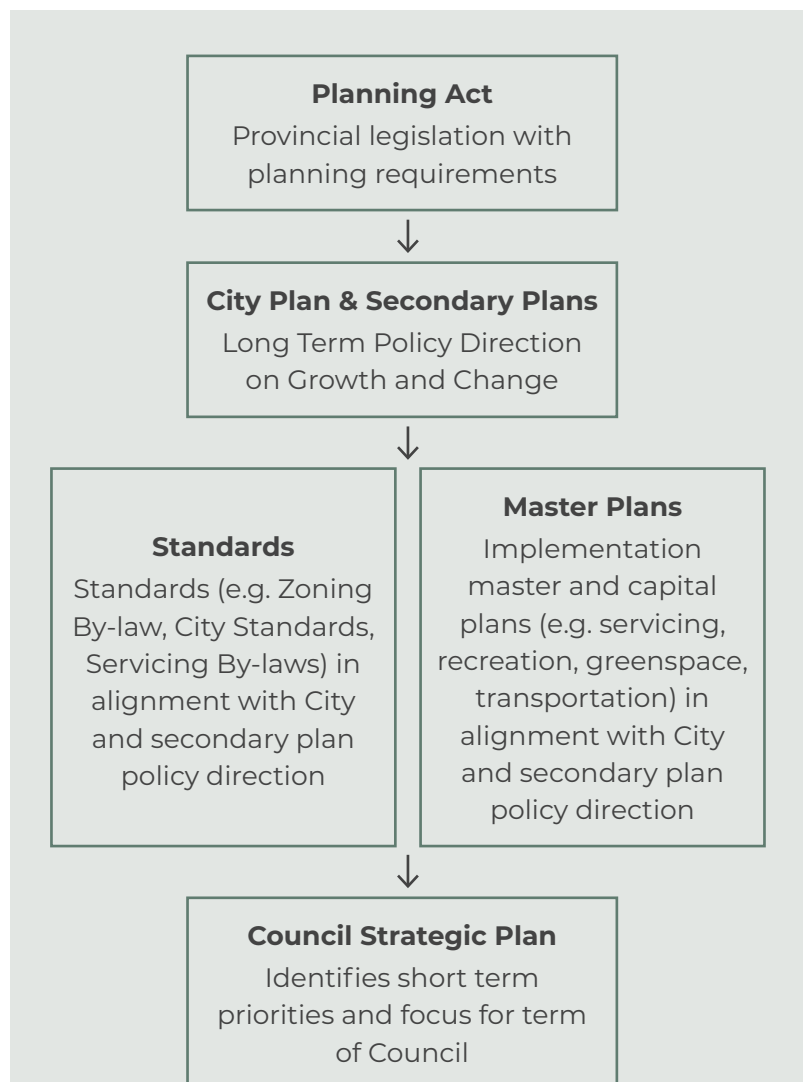 Planning Act
Provincial legislation with
planning requirements
City Plan & Secondary Plans
Long Term Policy Direction
on Growth and Change
Standards
Standards (e.g. Zoning
By-law, City Standards,
Servicing By-laws) in
alignment with City
and secondary plan
policy direction
Master Plans
Implementation
master and capital
plans (e.g. servicing,
recreation, greenspace,
transportation) in
alignment with City
and secondary plan
policy direction
Council Strategic Plan
Identifies short term
priorities and focus for term
of Council